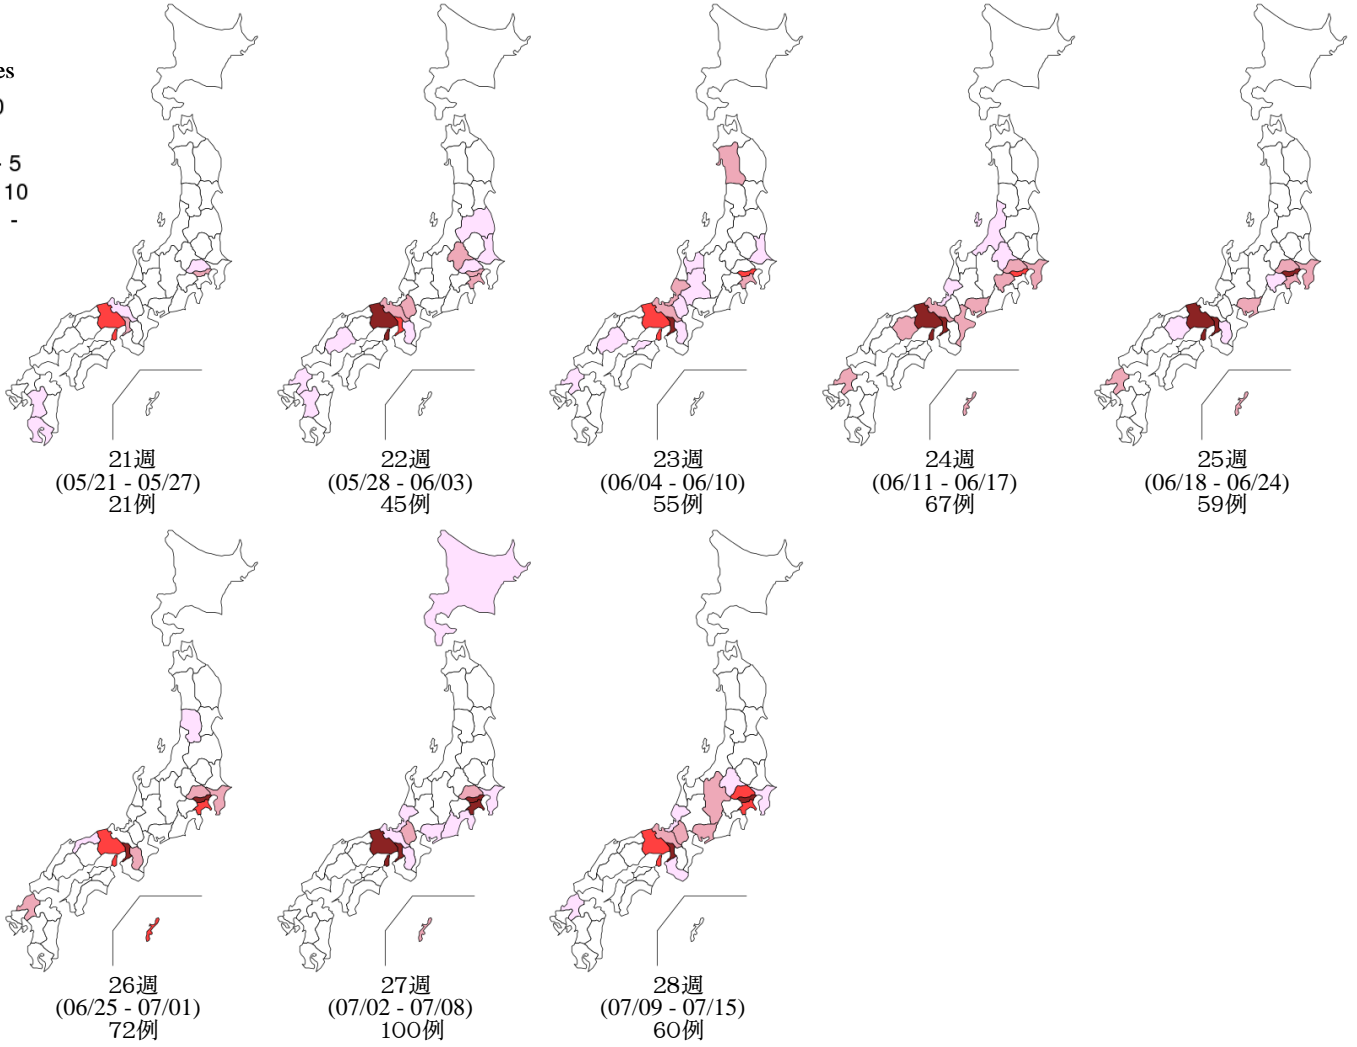 es
0
- 5
10
-
21週
(05/21 - 05/27)
21例
22週
(05/28 - 06/03)
45例
23週
(06/04 - 06/10)
55例
24週
(06/11 - 06/17)
67例
25週
(06/18 - 06/24)
59例
26週
(06/25 - 07/01)
72例
27週
(07/02 - 07/08)
100例
28週
(07/09 - 07/15)
60例